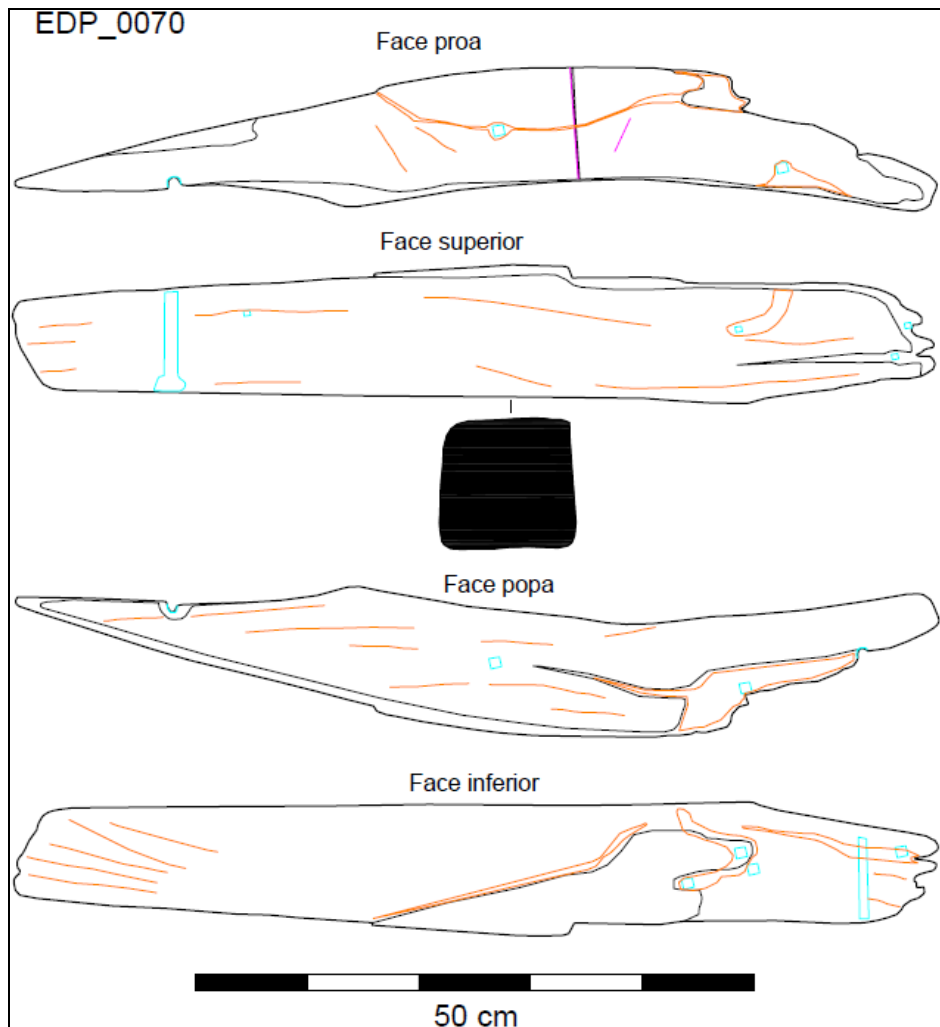 EDP_0070
Face proa
Face superior
Face popa
Face inferior
50 cm